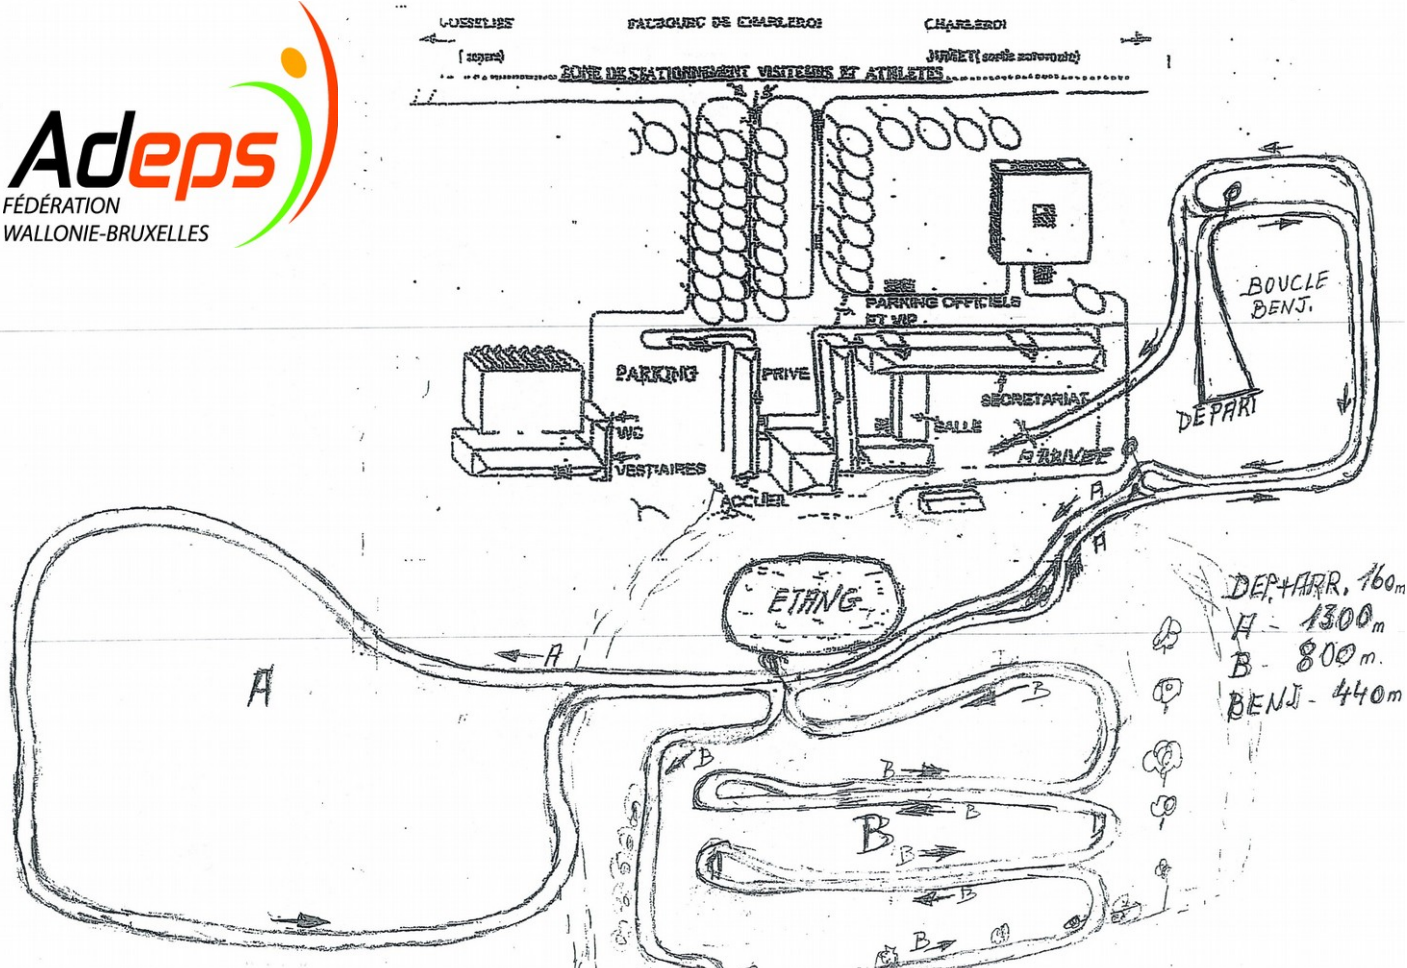 Adeps
FÉDÉRATION
WALLONIE-BRUXELLES
GOSSELIES
FAUBOURG DE CHARLEROI
CHARLEROI
JUMET (sortie autoroute)
ZONE DE STATIONNEMENT VISITEURS ET ATHLETES
BOUCLE
BENJ.
PARKING OFFICIELS
ET VIP
PARKING
PRIVE
SECRETARIAT
DEPART
WC
SALLE
ARRIVEE
VESTIAIRES
ACCUEIL
A
A
ETANG
DEP.+ARR. 160m
A - 1300m
B - 800m.
BENJ - 440m
A
A
B
B
B
B
B
B
B
B